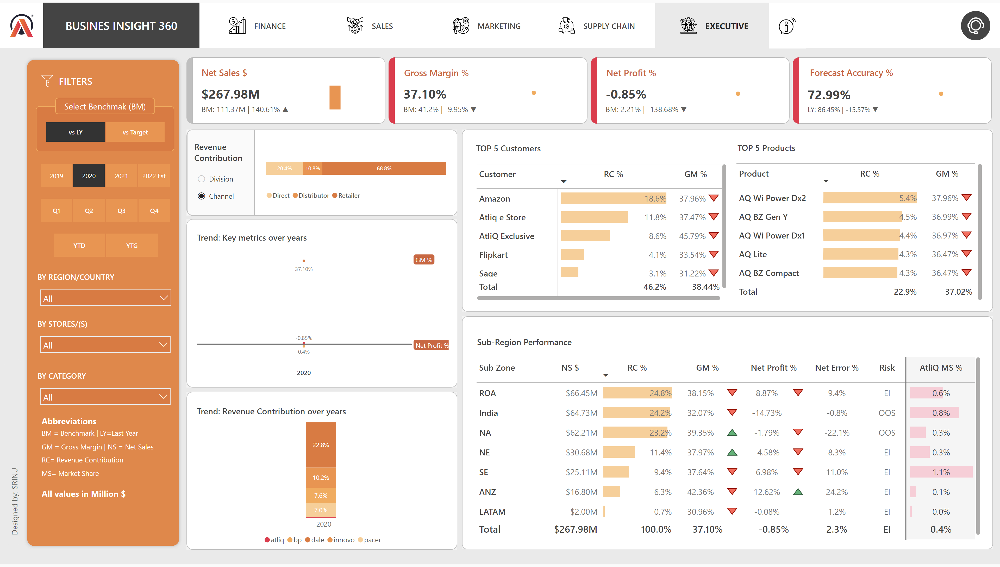 BUSINES INSIGHT 360
FINANCE
SALES
MARKETING
SUPPLY CHAIN
EXECUTIVE
FILTERS
Select Benchmak (BM)
vs LY vs Target
2019 2020 2021 2022 Est
Q1 Q2 Q3 Q4
YTD YTG
BY REGION/COUNTRY
All
BY STORES/(S)
All
BY CATEGORY
All
Abbreviations
BM = Benchmark | LY=Last Year
GM = Gross Margin | NS = Net Sales
RC= Revenue Contribution
MS= Market Share
All values in Million $
Designed by: SRINU
Net Sales $
$267.98M
BM: 111.37M | 140.61% ▲
Gross Margin %
37.10%
BM: 41.2% | -9.95% ▼
Net Profit %
-0.85%
BM: 2.21% | -138.68% ▼
Forecast Accuracy %
72.99%
LY: 86.45% | -15.57% ▼
Revenue
Contribution
Division
Channel
20.4% 10.8% 68.8%
Direct Distributor Retailer
Trend: Key metrics over years
GM %
37.10%
-0.85%
Net Profit %
0.4%
2020
Trend: Revenue Contribution over years
22.8%
10.2%
7.6%
7.0%
2020
atliq bp dale innovo pacer
TOP 5 Customers
Customer RC % GM %
Amazon 18.6% 37.96%
Atliq e Store 11.8% 37.47%
AtliQ Exclusive 8.6% 45.79%
Flipkart 4.1% 33.54%
Sage 3.1% 31.22%
Total 46.2% 38.44%
TOP 5 Products
Product RC % GM %
AQ Wi Power Dx2 5.4% 37.96%
AQ BZ Gen Y 4.5% 36.99%
AQ Wi Power Dx1 4.4% 36.97%
AQ Lite 4.3% 36.47%
AQ BZ Compact 4.3% 36.47%
Total 22.9% 37.02%
Sub-Region Performance
Sub Zone NS $ RC % GM % Net Profit % Net Error % Risk AtliQ MS %
ROA $66.45M 24.8% 38.15% 8.87% 9.4% EI 0.6%
India $64.73M 24.2% 32.07% -14.73% -0.8% OOS 0.8%
NA $62.21M 23.2% 39.35% -1.79% -22.1% OOS 0.3%
NE $30.68M 11.4% 37.97% -4.58% 8.3% EI 0.3%
SE $25.11M 9.4% 37.64% 6.98% 11.0% EI 1.1%
ANZ $16.80M 6.3% 42.36% 12.62% 24.2% EI 0.1%
LATAM $2.00M 0.7% 30.96% -0.08% 1.2% EI 0.0%
Total $267.98M 100.0% 37.10% -0.85% 2.3% EI 0.4%